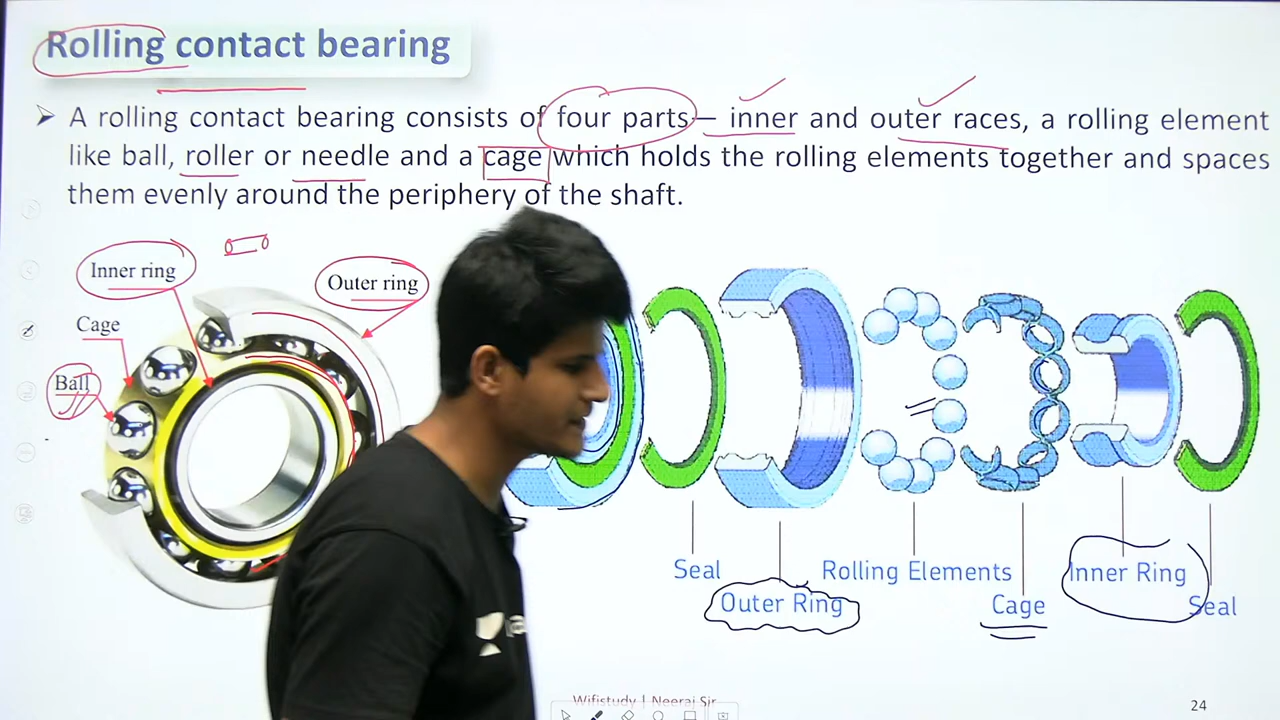 Rolling contact bearing
➤ A rolling contact bearing consists of four parts— inner and outer races, a rolling element
like ball, roller or needle and a cage which holds the rolling elements together and spaces
them evenly around the periphery of the shaft.
Inner ring
Outer ring
Cage
Ball
Seal
Rolling Elements
Inner Ring
Outer Ring
Cage
Seal
Wifistudy | Neeraj Sir
24